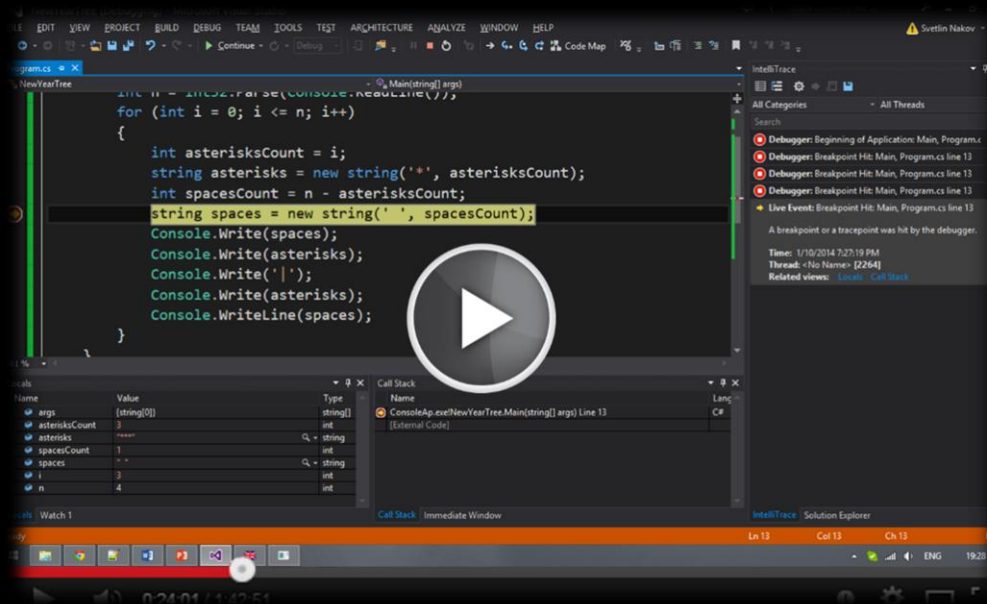 EDIT VIEW PROJECT BUILD DEBUG TEAM TOOLS TEST ARCHITECTURE ANALYZE WINDOW HELP
Svetlin Nakov
Continue Debug Code Map
NewYearTree
Main(string[] args)
int n = int32.Parse(Console.ReadLine());
for (int i = 0; i <= n; i++)
{
int asterisksCount = i;
string asterisks = new string('*', asterisksCount);
int spacesCount = n - asterisksCount;
string spaces = new string(' ', spacesCount);
Console.Write(spaces);
Console.Write(asterisks);
Console.Write('|');
Console.Write(asterisks);
Console.WriteLine(spaces);
}
IntelliTrace
All Categories All Threads
Search
Debugger: Beginning of Application: Main, Program.c
Debugger: Breakpoint Hit: Main, Program.cs line 13
Debugger: Breakpoint Hit: Main, Program.cs line 13
Debugger: Breakpoint Hit: Main, Program.cs line 13
Live Event: Breakpoint Hit: Main, Program.cs line 13
A breakpoint or a tracepoint was hit by the debugger.
Time: 1/10/2014 7:27:19 PM
Thread: <No Name> [2264]
Related views: Locals Call Stack
Name Value Type
args {string[0]} string[]
asterisksCount 3 int
asterisks "***" string
spacesCount 1 int
spaces " " string
i 3 int
n 4 int
Watch 1
Call Stack
Name Lang
ConsoleAp.exe!NewYearTree.Main(string[] args) Line 13 C#
[External Code]
Call Stack Immediate Window
IntelliTrace Solution Explorer
Ln 13 Col 13 Ch 13
ENG 19:28
0:24:01 / 1:42:51